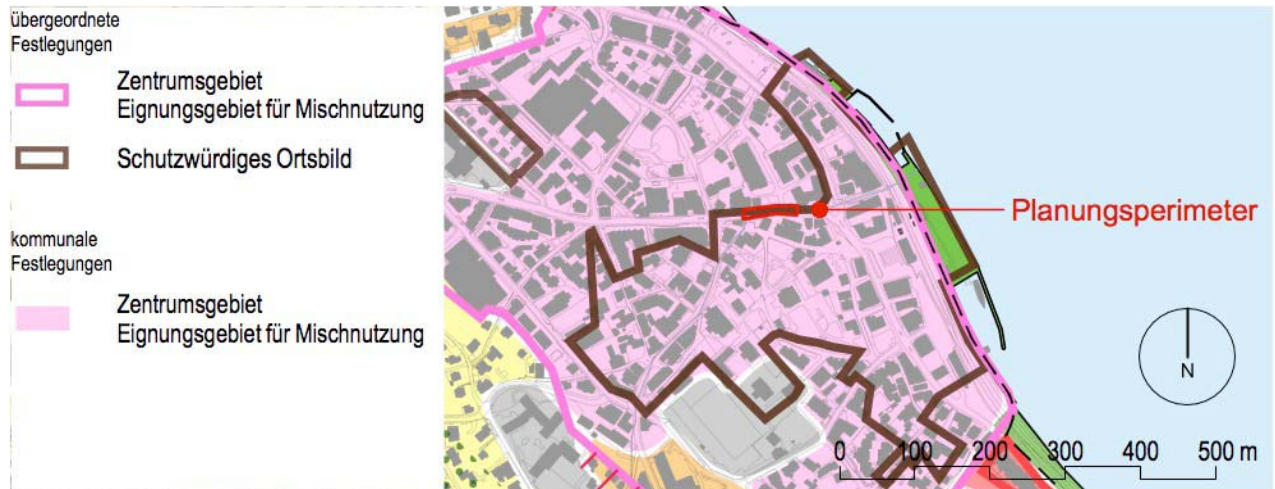 übergeordnete
Festlegungen
Zentrumsgebiet
Eignungsgebiet für Mischnutzung
Schutzwürdiges Ortsbild
kommunale
Festlegungen
Zentrumsgebiet
Eignungsgebiet für Mischnutzung
Planungsperimeter
N
0 100 200 300 400 500 m